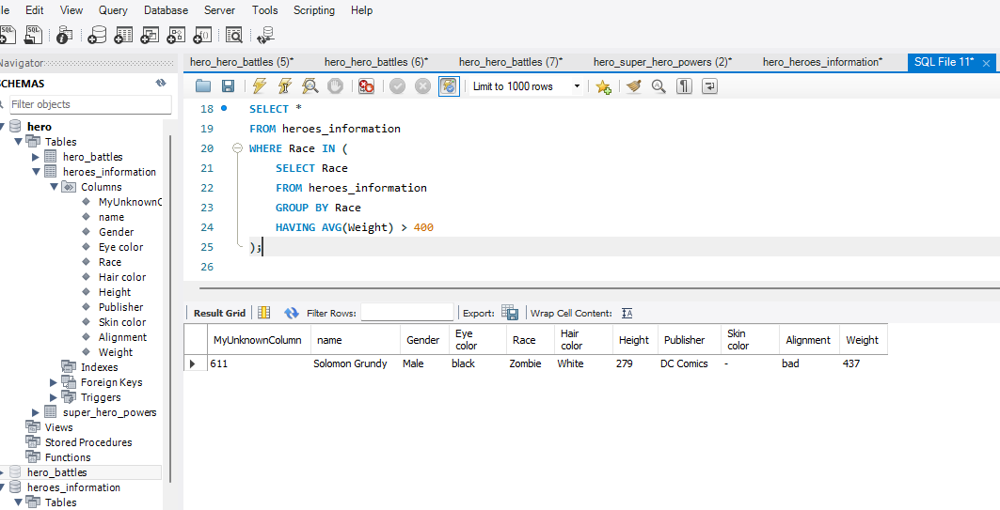 le Edit View Query Database Server Tools Scripting Help
Navigator
hero_hero_battles (5)* hero_hero_battles (6)* hero_hero_battles (7)* hero_super_hero_powers (2)* hero_heroes_information* SQL File 11* ×
SCHEMAS
Filter objects
hero
Tables
hero_battles
heroes_information
Columns
MyUnknownC
name
Gender
Eye color
Race
Hair color
Height
Publisher
Skin color
Alignment
Weight
Indexes
Foreign Keys
Triggers
super_hero_powers
Views
Stored Procedures
Functions
hero_battles
heroes_information
Tables
Limit to 1000 rows
18 SELECT *
19 FROM heroes_information
20 WHERE Race IN (
21 SELECT Race
22 FROM heroes_information
23 GROUP BY Race
24 HAVING AVG(Weight) > 400
25 );
26
Result Grid Filter Rows: Export: Wrap Cell Content:
MyUnknownColumn name Gender Eye color Race Hair color Height Publisher Skin color Alignment Weight
611 Solomon Grundy Male black Zombie White 279 DC Comics - bad 437